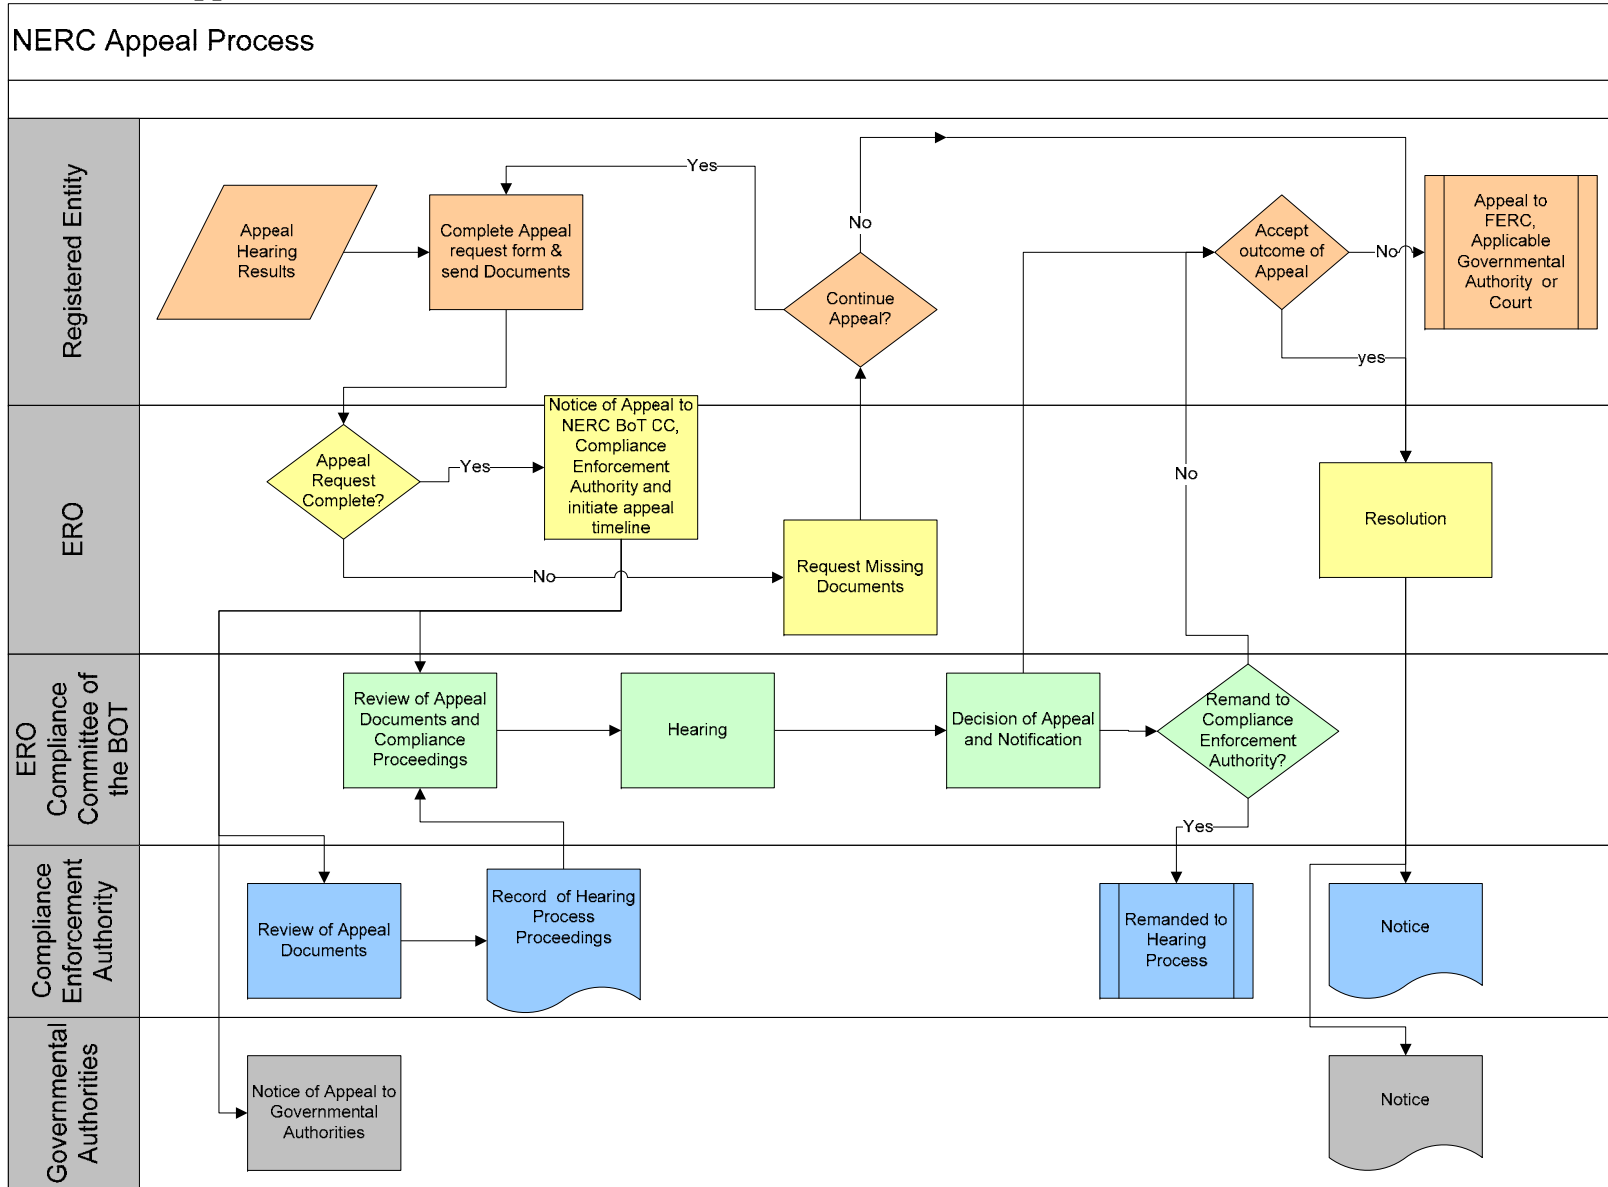 NERC Appeal Process
Registered Entity
Appeal
Hearing
Results
Complete Appeal
request form &
send Documents
Yes
No
Continue
Appeal?
Accept
outcome of
Appeal
No
yes
Appeal to
FERC,
Applicable
Governmental
Authority or
Court
ERO
Appeal
Request
Complete?
Yes
No
Notice of Appeal to
NERC BoT CC,
Compliance
Enforcement
Authority and
initiate appeal
timeline
Request Missing
Documents
No
Resolution
ERO
Compliance
Committee of
the BOT
Review of Appeal
Documents and
Compliance
Proceedings
Hearing
Decision of Appeal
and Notification
Remand to
Compliance
Enforcement
Authority?
Yes
Compliance
Enforcement
Authority
Review of Appeal
Documents
Record of Hearing
Process
Proceedings
Remanded to
Hearing
Process
Notice
Governmental
Authorities
Notice of Appeal to
Governmental
Authorities
Notice